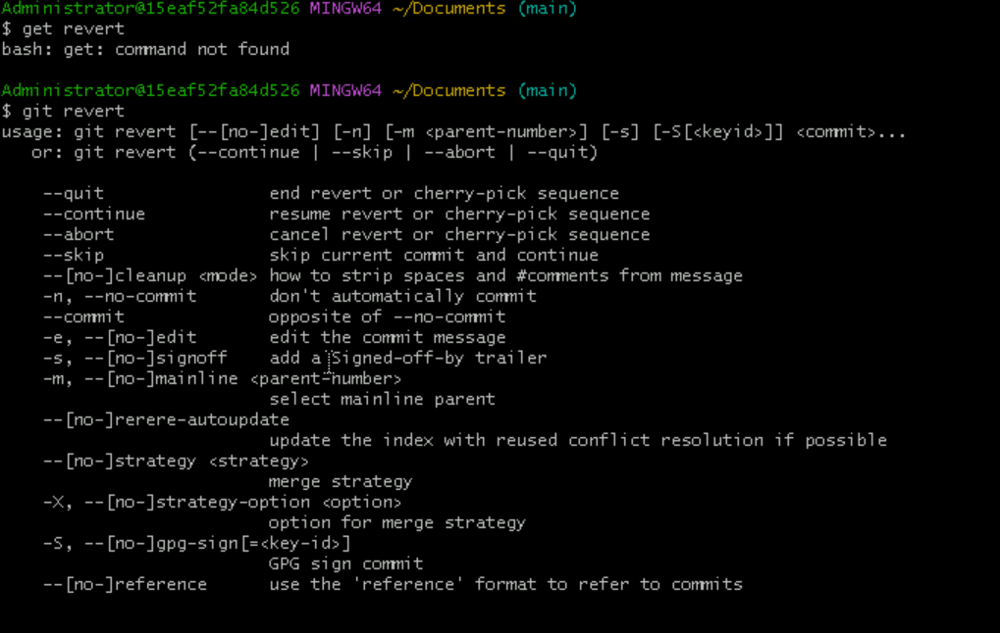 Administrator@15eaf52fa84d526 MINGW64 ~/Documents (main)
$ get revert
bash: get: command not found
Administrator@15eaf52fa84d526 MINGW64 ~/Documents (main)
$ git revert
usage: git revert [--[no-]edit] [-n] [-m <parent-number>] [-s] [-S[<keyid>]] <commit>...
   or: git revert (--continue | --skip | --abort | --quit)
    --quit                end revert or cherry-pick sequence
    --continue            resume revert or cherry-pick sequence
    --abort               cancel revert or cherry-pick sequence
    --skip                skip current commit and continue
    --[no-]cleanup <mode> how to strip spaces and #comments from message
    -n, --no-commit       don't automatically commit
    --commit              opposite of --no-commit
    -e, --[no-]edit       edit the commit message
    -s, --[no-]signoff    add a Signed-off-by trailer
    -m, --[no-]mainline <parent-number>
                          select mainline parent
    --[no-]rerere-autoupdate
                          update the index with reused conflict resolution if possible
    --[no-]strategy <strategy>
                          merge strategy
    -X, --[no-]strategy-option <option>
                          option for merge strategy
    -S, --[no-]gpg-sign[=<key-id>]
                          GPG sign commit
    --[no-]reference      use the 'reference' format to refer to commits